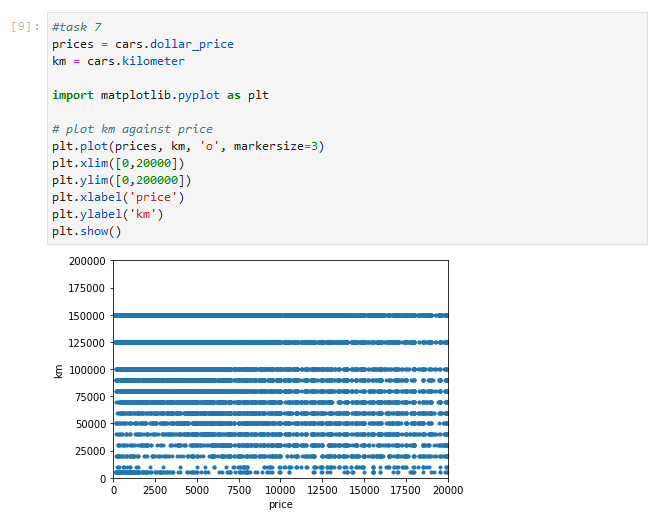 [9]: #task 7
prices = cars.dollar_price
km = cars.kilometer
import matplotlib.pyplot as plt
# plot km against price
plt.plot(prices, km, 'o', markersize=3)
plt.xlim([0,20000])
plt.ylim([0,200000])
plt.xlabel('price')
plt.ylabel('km')
plt.show()
200000
175000
150000
125000
100000
75000
50000
25000
0
km
0 2500 5000 7500 10000 12500 15000 17500 20000
price